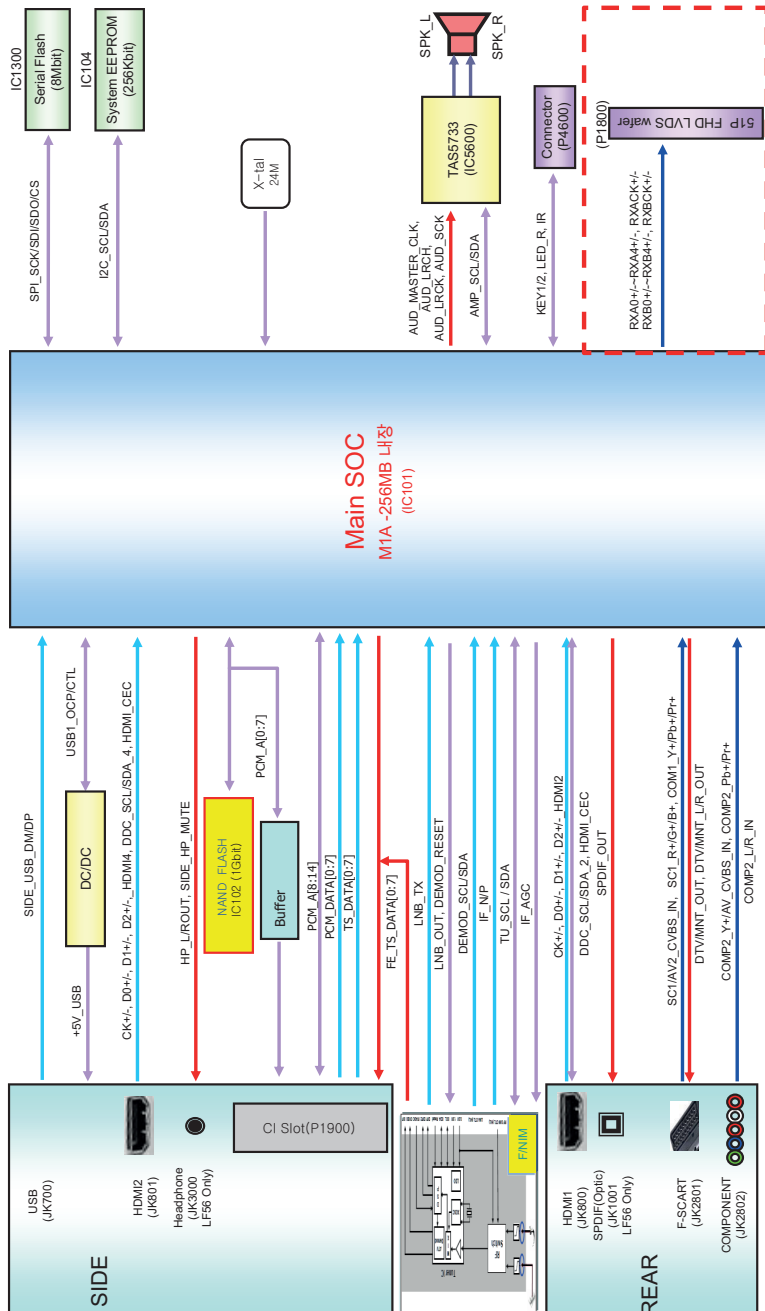 IC1300
Serial Flash
(8Mbit)
IC104
System EEPROM
(256Kbit)
SPI_SCK/SDI/SDO/CS
I2C_SCL/SDA
X-tal
24M
SPK_L
SPK_R
TAS5733
(IC5600)
AUD_MASTER_CLK,
AUD_LRCH,
AUD_LRCK, AUD_SCK
AMP_SCL/SDA
Connector
(P4600)
KEY1/2, LED_R, IR
(P1800)
51P FHD LVDS wafer
RXA0+/-~RXA4+/-, RXACK+/-
RXB0+/-~RXB4+/-, RXBCK+/-
Main SOC
M1A -256MB 내장
(IC101)
SIDE_USB_DM/DP
USB1_OCP/CTL
DC/DC
+5V_USB
CK+/-, D0+/-, D1+/-, D2+/-_HDMI4, DDC_SCL/SDA_4, HDMI_CEC
HP_L/ROUT, SIDE_HP_MUTE
NAND FLASH
IC102 (1Gbit)
PCM_A[0:7]
Buffer
PCM_A[8:14]
PCM_DATA[0:7]
TS_DATA[0:7]
FE_TS_DATA[0:7]
LNB_TX
LNB_OUT, DEMOD_RESET
DEMOD_SCL/SDA
IF_N/P
TU_SCL / SDA
IF_AGC
CK+/-, D0+/-, D1+/-, D2+/-_HDMI2
DDC_SCL/SDA_2, HDMI_CEC
SPDIF_OUT
SC1/AV2_CVBS_IN, SC1_R+/G+/B+, COM1_Y+/Pb+/Pr+
DTV/MNT_OUT, DTV/MNT_L/R_OUT
COMP2_Y+/AV_CVBS_IN, COMP2_Pb+/Pr+
COMP2_L/R_IN
USB
(JK700)
HDMI2
(JK801)
Headphone
(JK3000
LF56 Only)
CI Slot(P1900)
SIDE
F/NIM
Tuner IC
RF
Switch
HDMI1
(JK800)
SPDIF(Optic)
(JK1001
LF56 Only)
F-SCART
(JK2801)
COMPONENT
(JK2802)
REAR